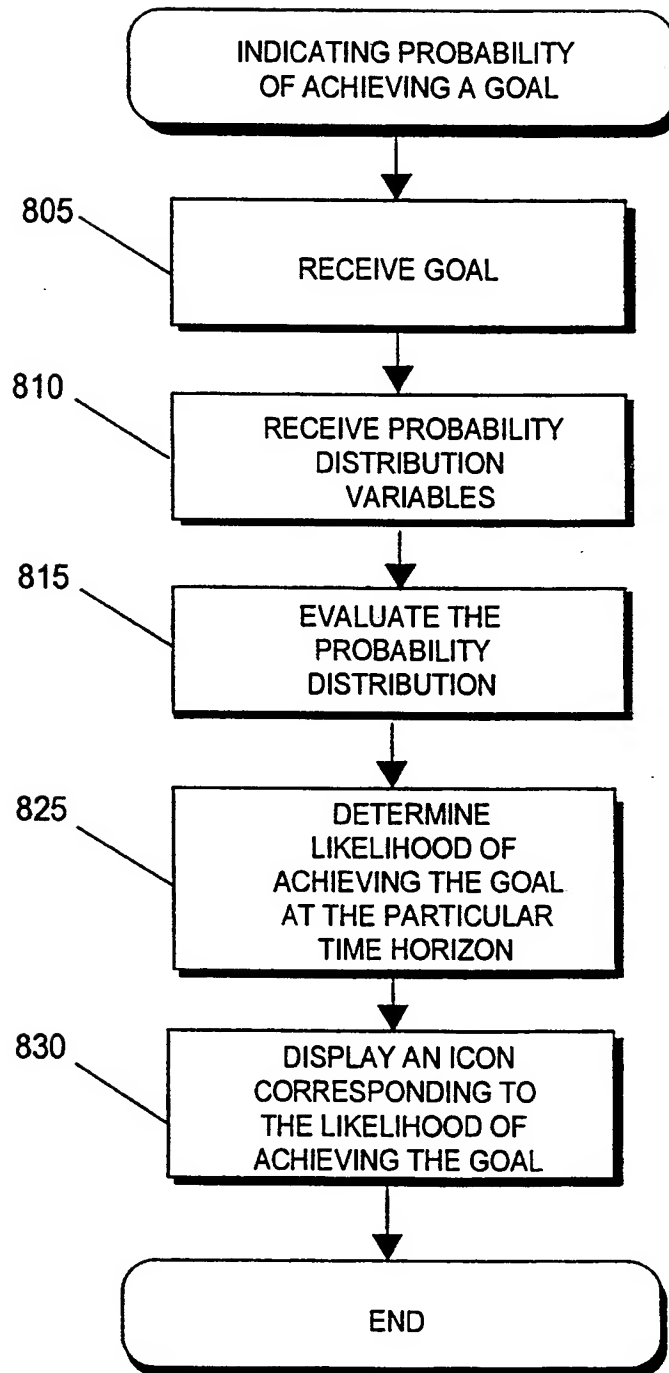 INDICATING PROBABILITY
OF ACHIEVING A GOAL
805
RECEIVE GOAL
810
RECEIVE PROBABILITY
DISTRIBUTION
VARIABLES
815
EVALUATE THE
PROBABILITY
DISTRIBUTION
825
DETERMINE
LIKELIHOOD OF
ACHIEVING THE GOAL
AT THE PARTICULAR
TIME HORIZON
830
DISPLAY AN ICON
CORRESPONDING TO
THE LIKELIHOOD OF
ACHIEVING THE GOAL
END